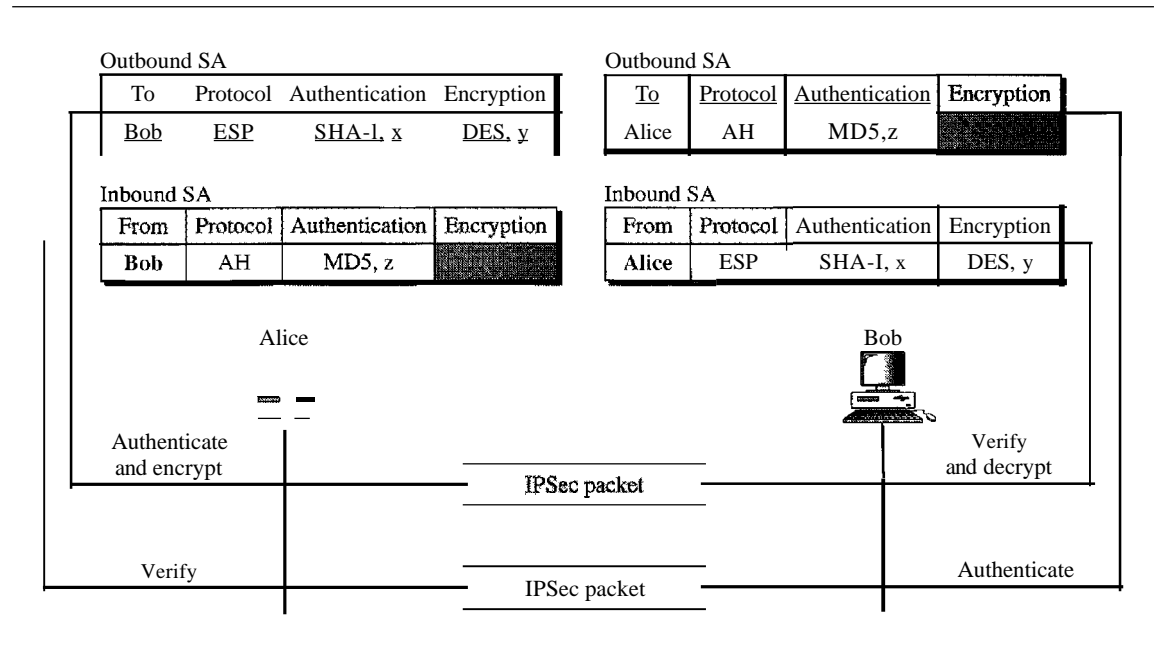 Outbound SA
To Protocol Authentication Encryption
Bob ESP SHA-l, x DES, y
Outbound SA
To Protocol Authentication Encryption
Alice AH MD5,z
Inbound SA
From Protocol Authentication Encryption
Bob AH MD5, z
Inbound SA
From Protocol Authentication Encryption
Alice ESP SHA-I, x DES, y
Alice
Bob
Authenticate
and encrypt
IPSec packet
Verify
and decrypt
Verify
IPSec packet
Authenticate